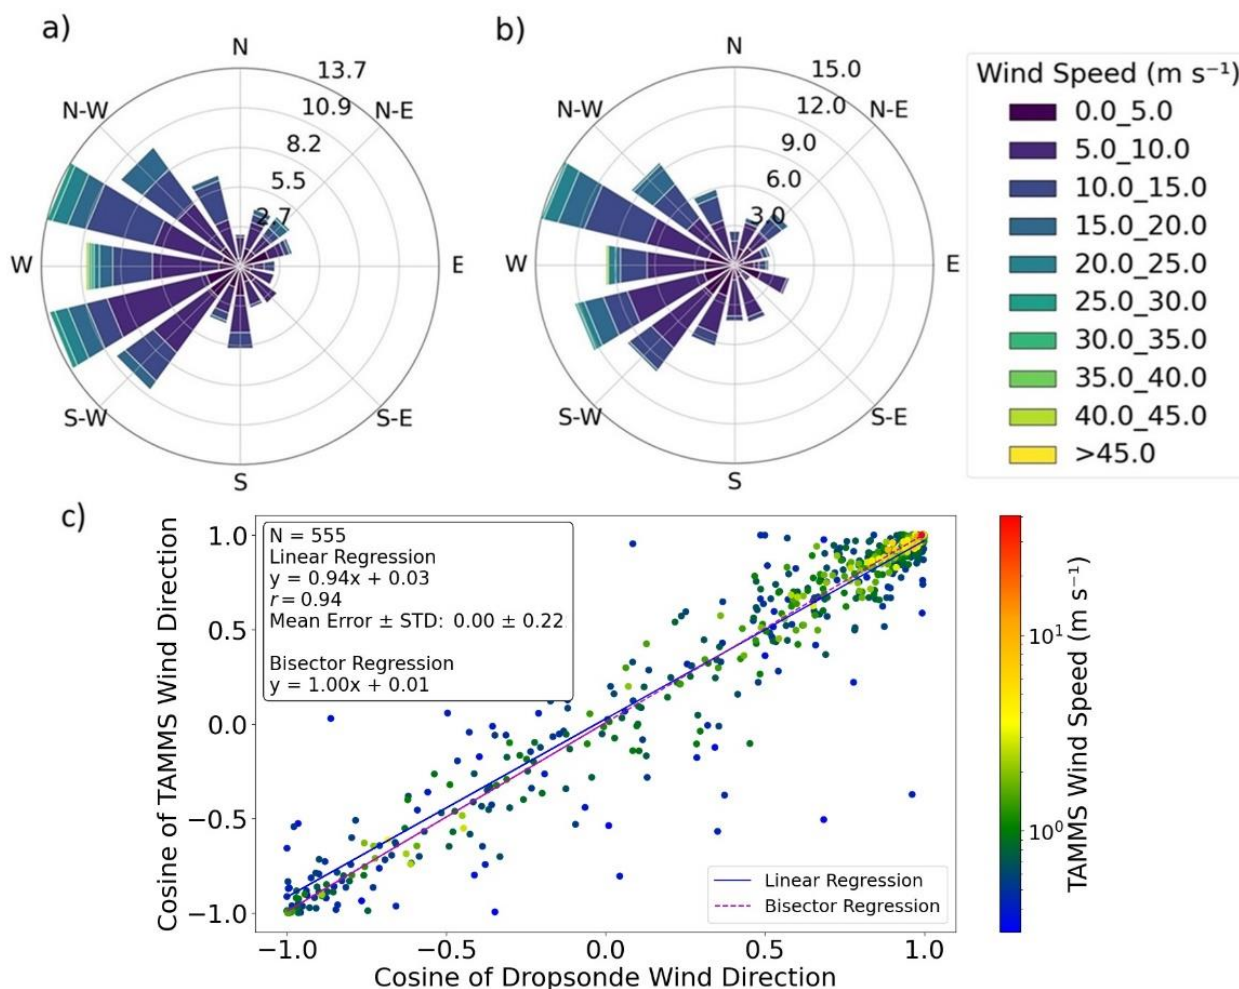 a)
N
13.7
10.9
8.2
5.5
2.7
N-W
N-E
W
E
S-W
S-E
S
b)
N
15.0
12.0
9.0
6.0
3.0
N-W
N-E
W
E
S-W
S-E
S
Wind Speed (m s⁻¹)
0.0_5.0
5.0_10.0
10.0_15.0
15.0_20.0
20.0_25.0
25.0_30.0
30.0_35.0
35.0_40.0
40.0_45.0
>45.0
c)
Cosine of TAMMS Wind Direction
1.0
0.5
0.0
−0.5
−1.0
N = 555
Linear Regression
y = 0.94x + 0.03
r = 0.94
Mean Error ± STD: 0.00 ± 0.22
Bisector Regression
y = 1.00x + 0.01
Linear Regression
Bisector Regression
−1.0
−0.5
0.0
0.5
1.0
Cosine of Dropsonde Wind Direction
10¹
10⁰
TAMMS Wind Speed (m s⁻¹)